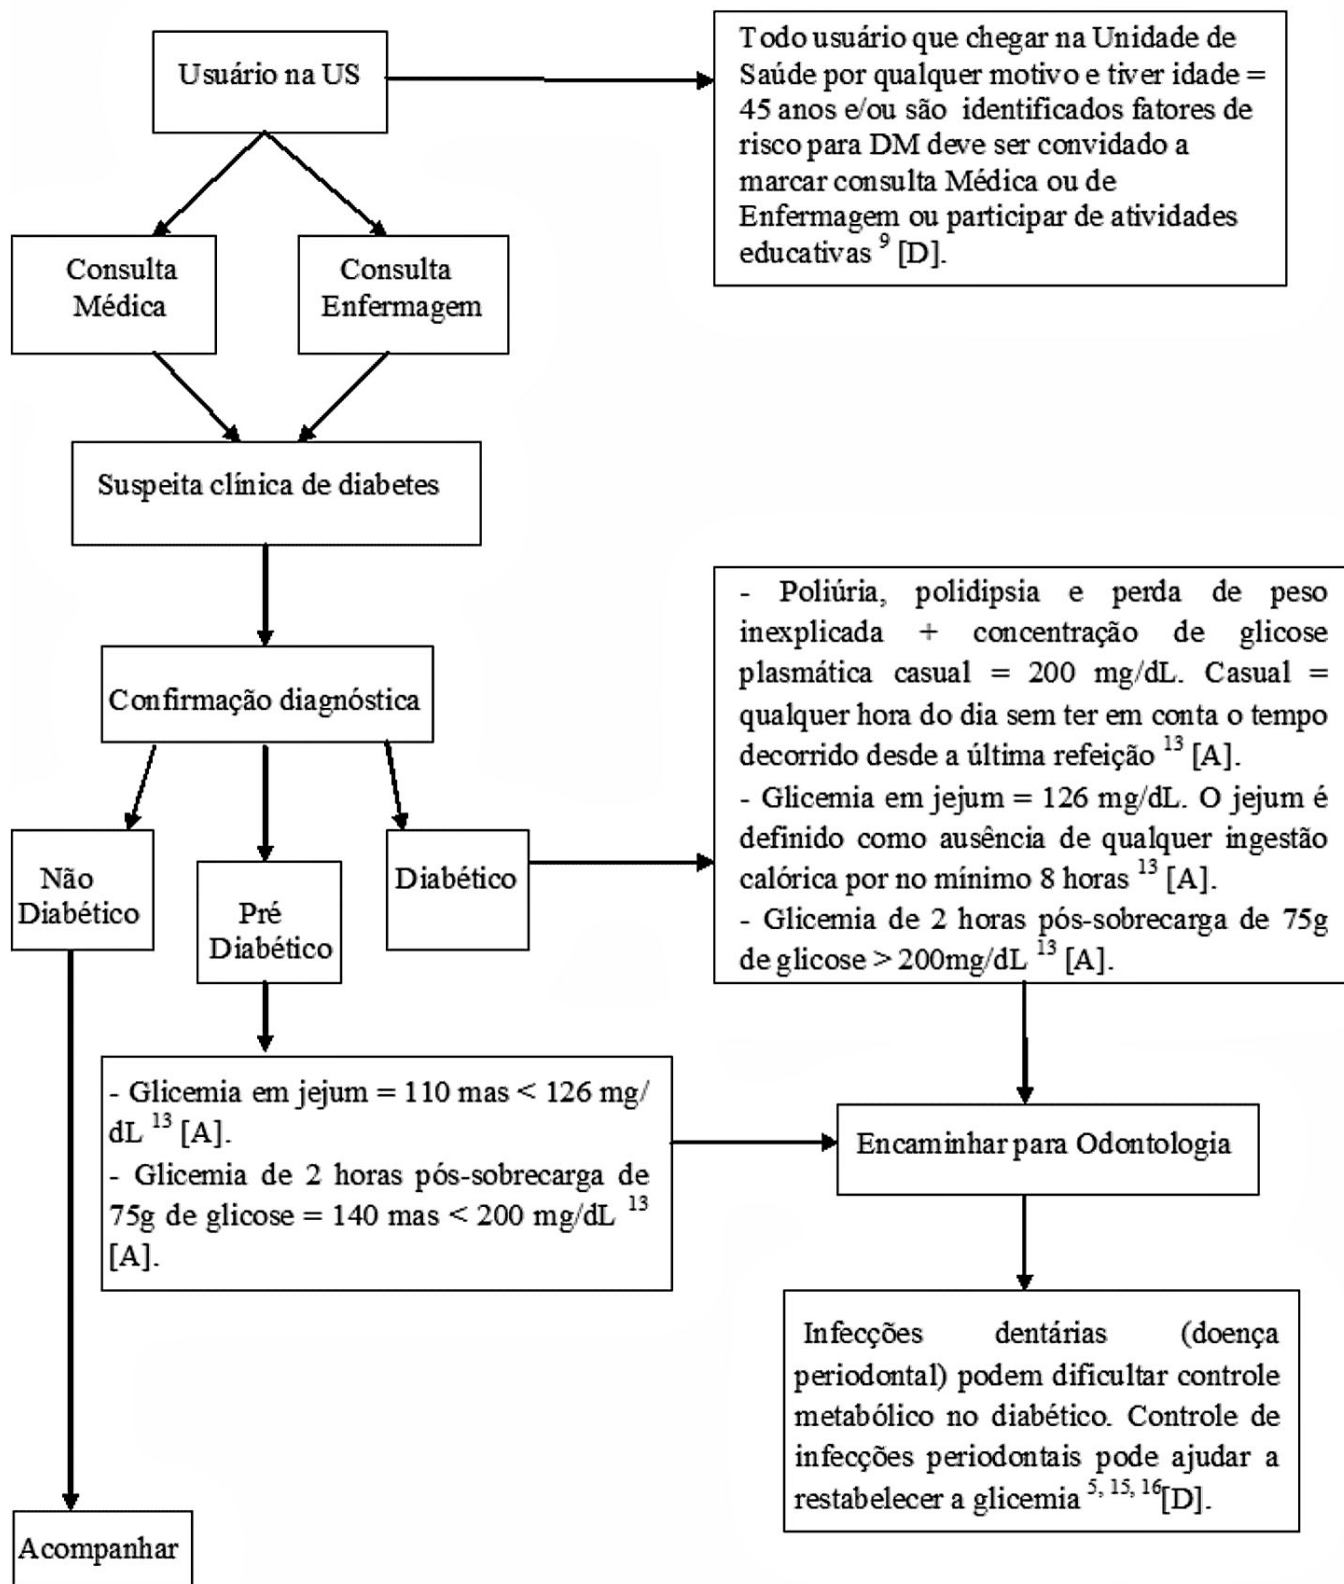 Usuário na US
Todo usuário que chegar na Unidade de
Saúde por qualquer motivo e tiver idade =
45 anos e/ou são identificados fatores de
risco para DM deve ser convidado a
marcar consulta Médica ou de
Enfermagem ou participar de atividades
educativas 9 [D].
Consulta
Médica
Consulta
Enfermagem
Suspeita clínica de diabetes
Confirmação diagnóstica
Não
Diabético
Pré
Diabético
Diabético
- Poliúria, polidipsia e perda de peso
inexplicada + concentração de glicose
plasmática casual = 200 mg/dL. Casual =
qualquer hora do dia sem ter em conta o tempo
decorrido desde a última refeição 13 [A].
- Glicemia em jejum = 126 mg/dL. O jejum é
definido como ausência de qualquer ingestão
calórica por no mínimo 8 horas 13 [A].
- Glicemia de 2 horas pós-sobrecarga de 75g
de glicose > 200mg/dL 13 [A].
- Glicemia em jejum = 110 mas < 126 mg/
dL 13 [A].
- Glicemia de 2 horas pós-sobrecarga de
75g de glicose = 140 mas < 200 mg/dL 13
[A].
Encaminhar para Odontologia
Infecções dentárias (doença
periodontal) podem dificultar controle
metabólico no diabético. Controle de
infecções periodontais pode ajudar a
restabelecer a glicemia 5, 15, 16[D].
Acompanhar